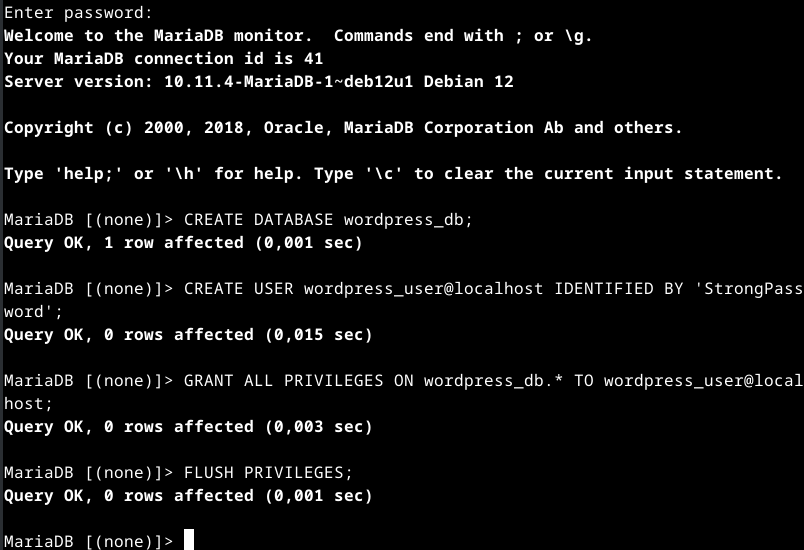 Enter password:
Welcome to the MariaDB monitor.  Commands end with ; or \g.
Your MariaDB connection id is 41
Server version: 10.11.4-MariaDB-1~deb12u1 Debian 12
Copyright (c) 2000, 2018, Oracle, MariaDB Corporation Ab and others.
Type 'help;' or '\h' for help. Type '\c' to clear the current input statement.
MariaDB [(none)]> CREATE DATABASE wordpress_db;
Query OK, 1 row affected (0,001 sec)
MariaDB [(none)]> CREATE USER wordpress_user@localhost IDENTIFIED BY 'StrongPass
word';
Query OK, 0 rows affected (0,015 sec)
MariaDB [(none)]> GRANT ALL PRIVILEGES ON wordpress_db.* TO wordpress_user@local
host;
Query OK, 0 rows affected (0,003 sec)
MariaDB [(none)]> FLUSH PRIVILEGES;
Query OK, 0 rows affected (0,001 sec)
MariaDB [(none)]>